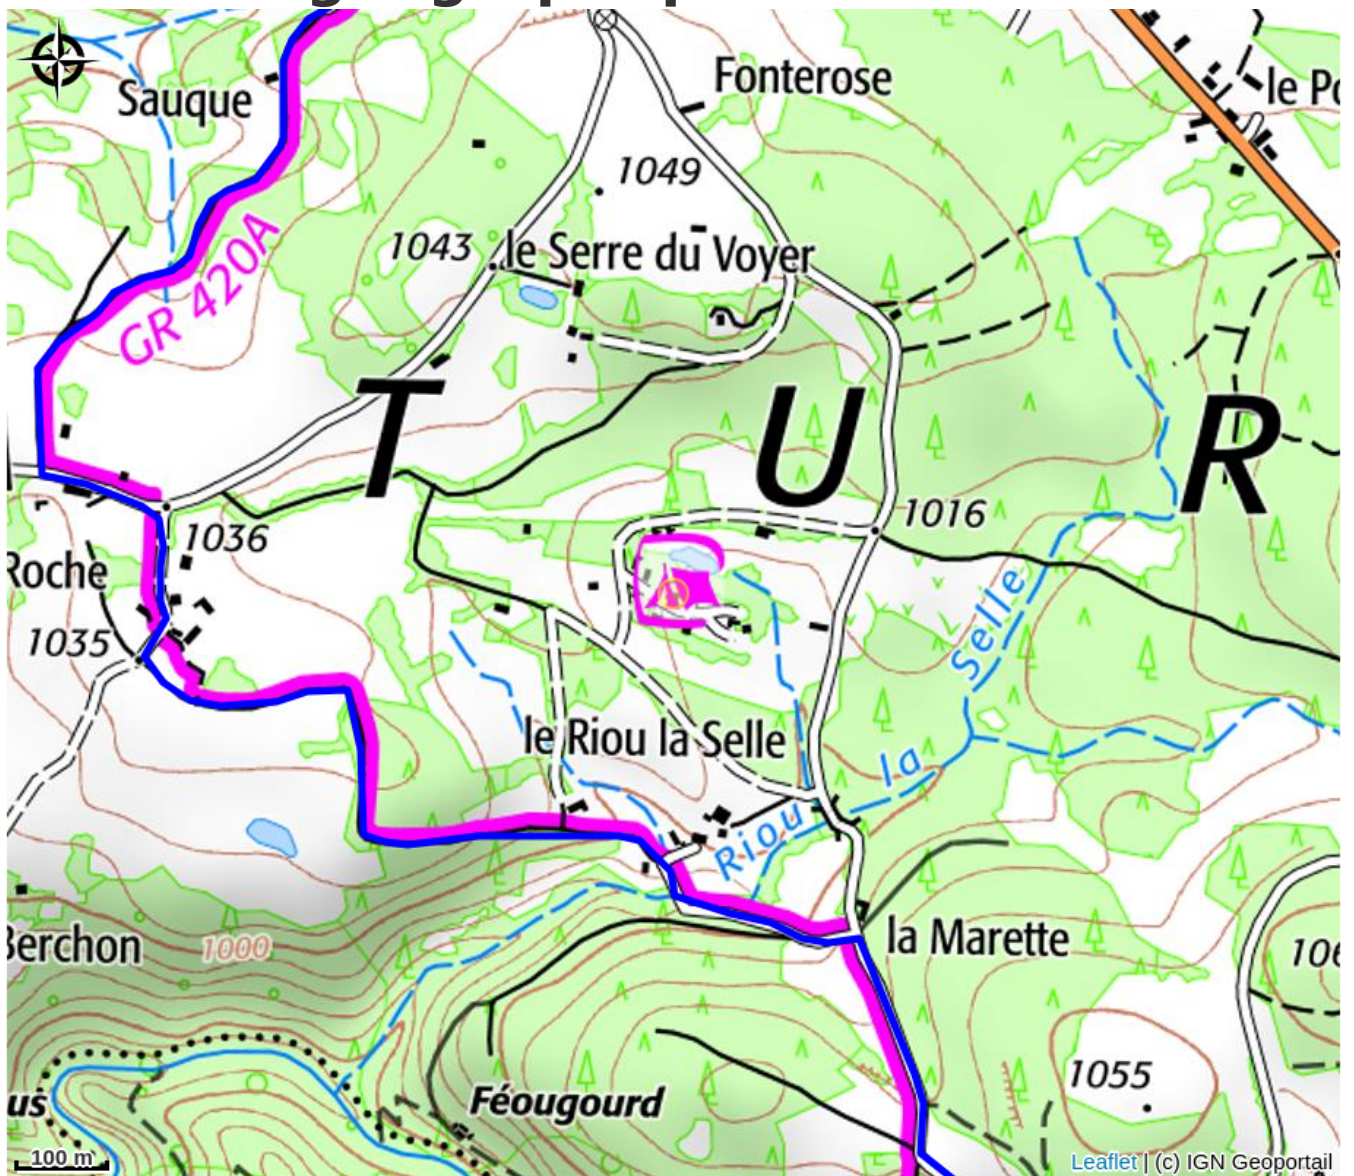 Sauque
Fonterose
le Po
1049
1043
le Serre du Voyer
GR 420A
T U R
1016
1036
Roche
1035
Selle
la
Riou
le Riou la Selle
Berchon
1000
la Marette
106
1055
us
Féougourd
100 m
Leaflet | (c) IGN Geoportail